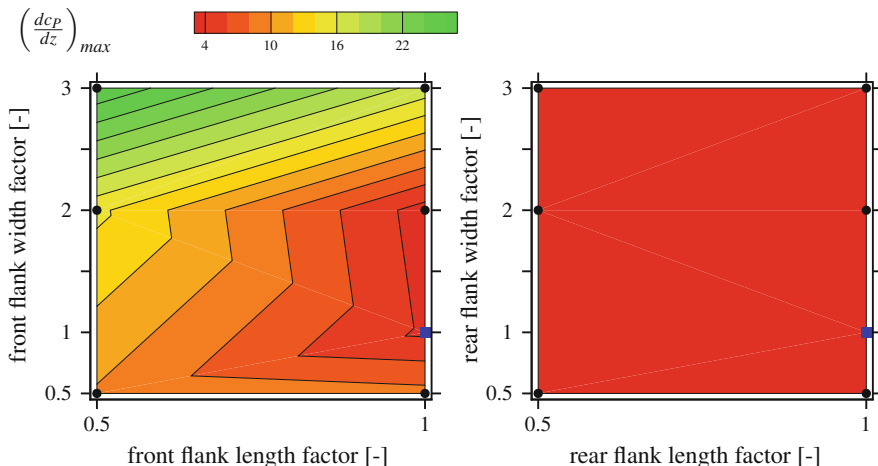 (dcP/dz)max
4 10 16 22
front flank width factor [-]
3
2
1
0.5
0.5 1
front flank length factor [-]
rear flank width factor [-]
3
2
1
0.5
0.5 1
rear flank length factor [-]